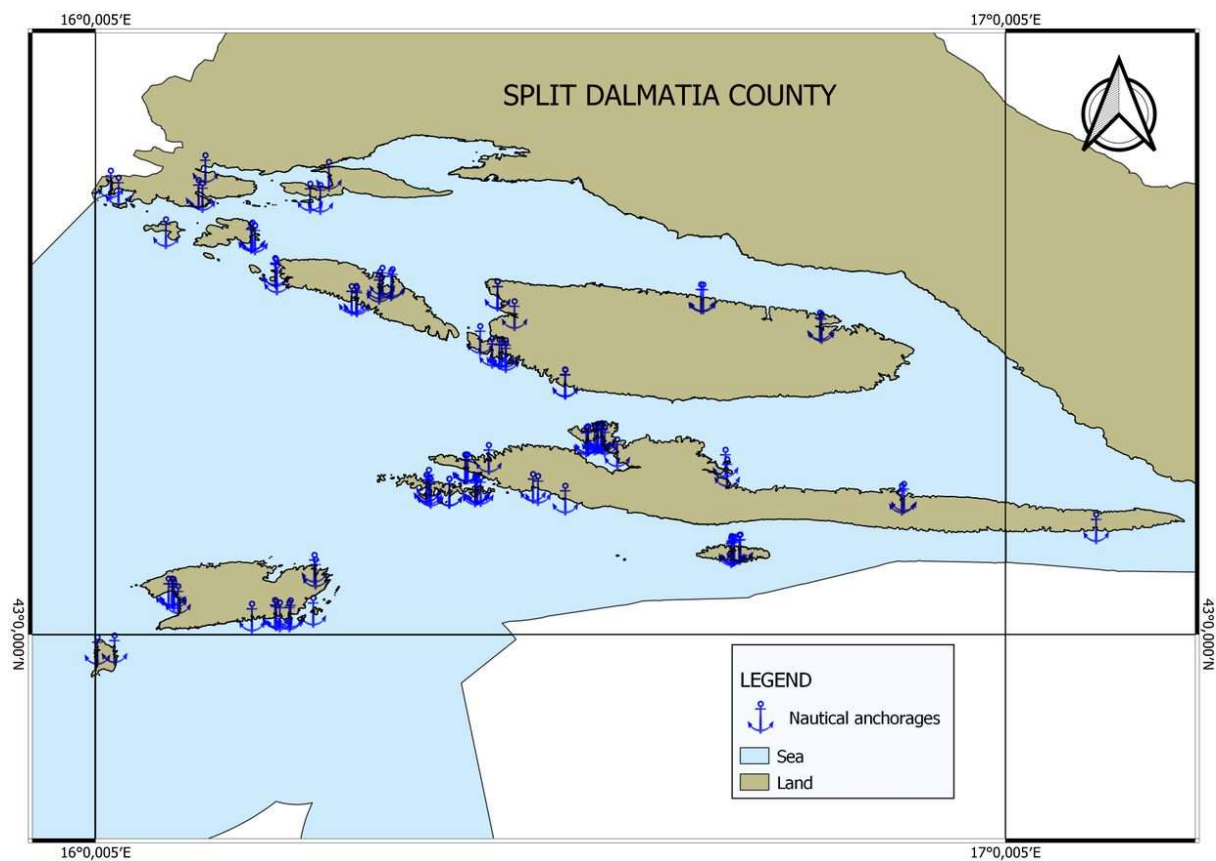 16°0,005'E 17°0,005'E
SPLIT DALMATIA COUNTY
43°0,000'N 43°0,000'N
LEGEND
Nautical anchorages
Sea
Land
16°0,005'E 17°0,005'E